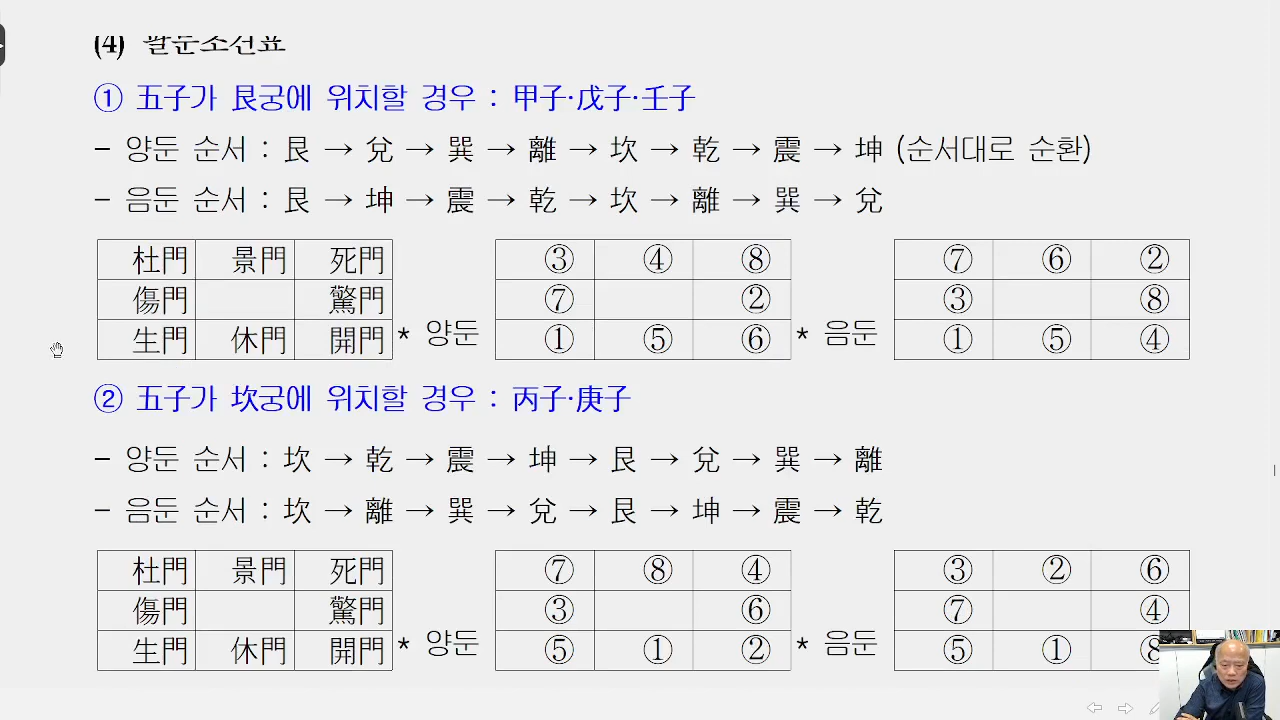 (4) 팔문조견표
① 五子가 艮궁에 위치할 경우 : 甲子·戊子·壬子
- 양둔 순서 : 艮 → 兌 → 巽 → 離 → 坎 → 乾 → 震 → 坤 (순서대로 순환)
- 음둔 순서 : 艮 → 坤 → 震 → 乾 → 坎 → 離 → 巽 → 兌
杜門 景門 死門 ③ ④ ⑧ ⑦ ⑥ ②
傷門 驚門 ⑦ ② ③ ⑧
生門 休門 開門 * 양둔 ① ⑤ ⑥ * 음둔 ① ⑤ ④
② 五子가 坎궁에 위치할 경우 : 丙子·庚子
- 양둔 순서 : 坎 → 乾 → 震 → 坤 → 艮 → 兌 → 巽 → 離
- 음둔 순서 : 坎 → 離 → 巽 → 兌 → 艮 → 坤 → 震 → 乾
杜門 景門 死門 ⑦ ⑧ ④ ③ ② ⑥
傷門 驚門 ③ ⑥ ⑦ ④
生門 休門 開門 * 양둔 ⑤ ① ② * 음둔 ⑤ ① ⑧